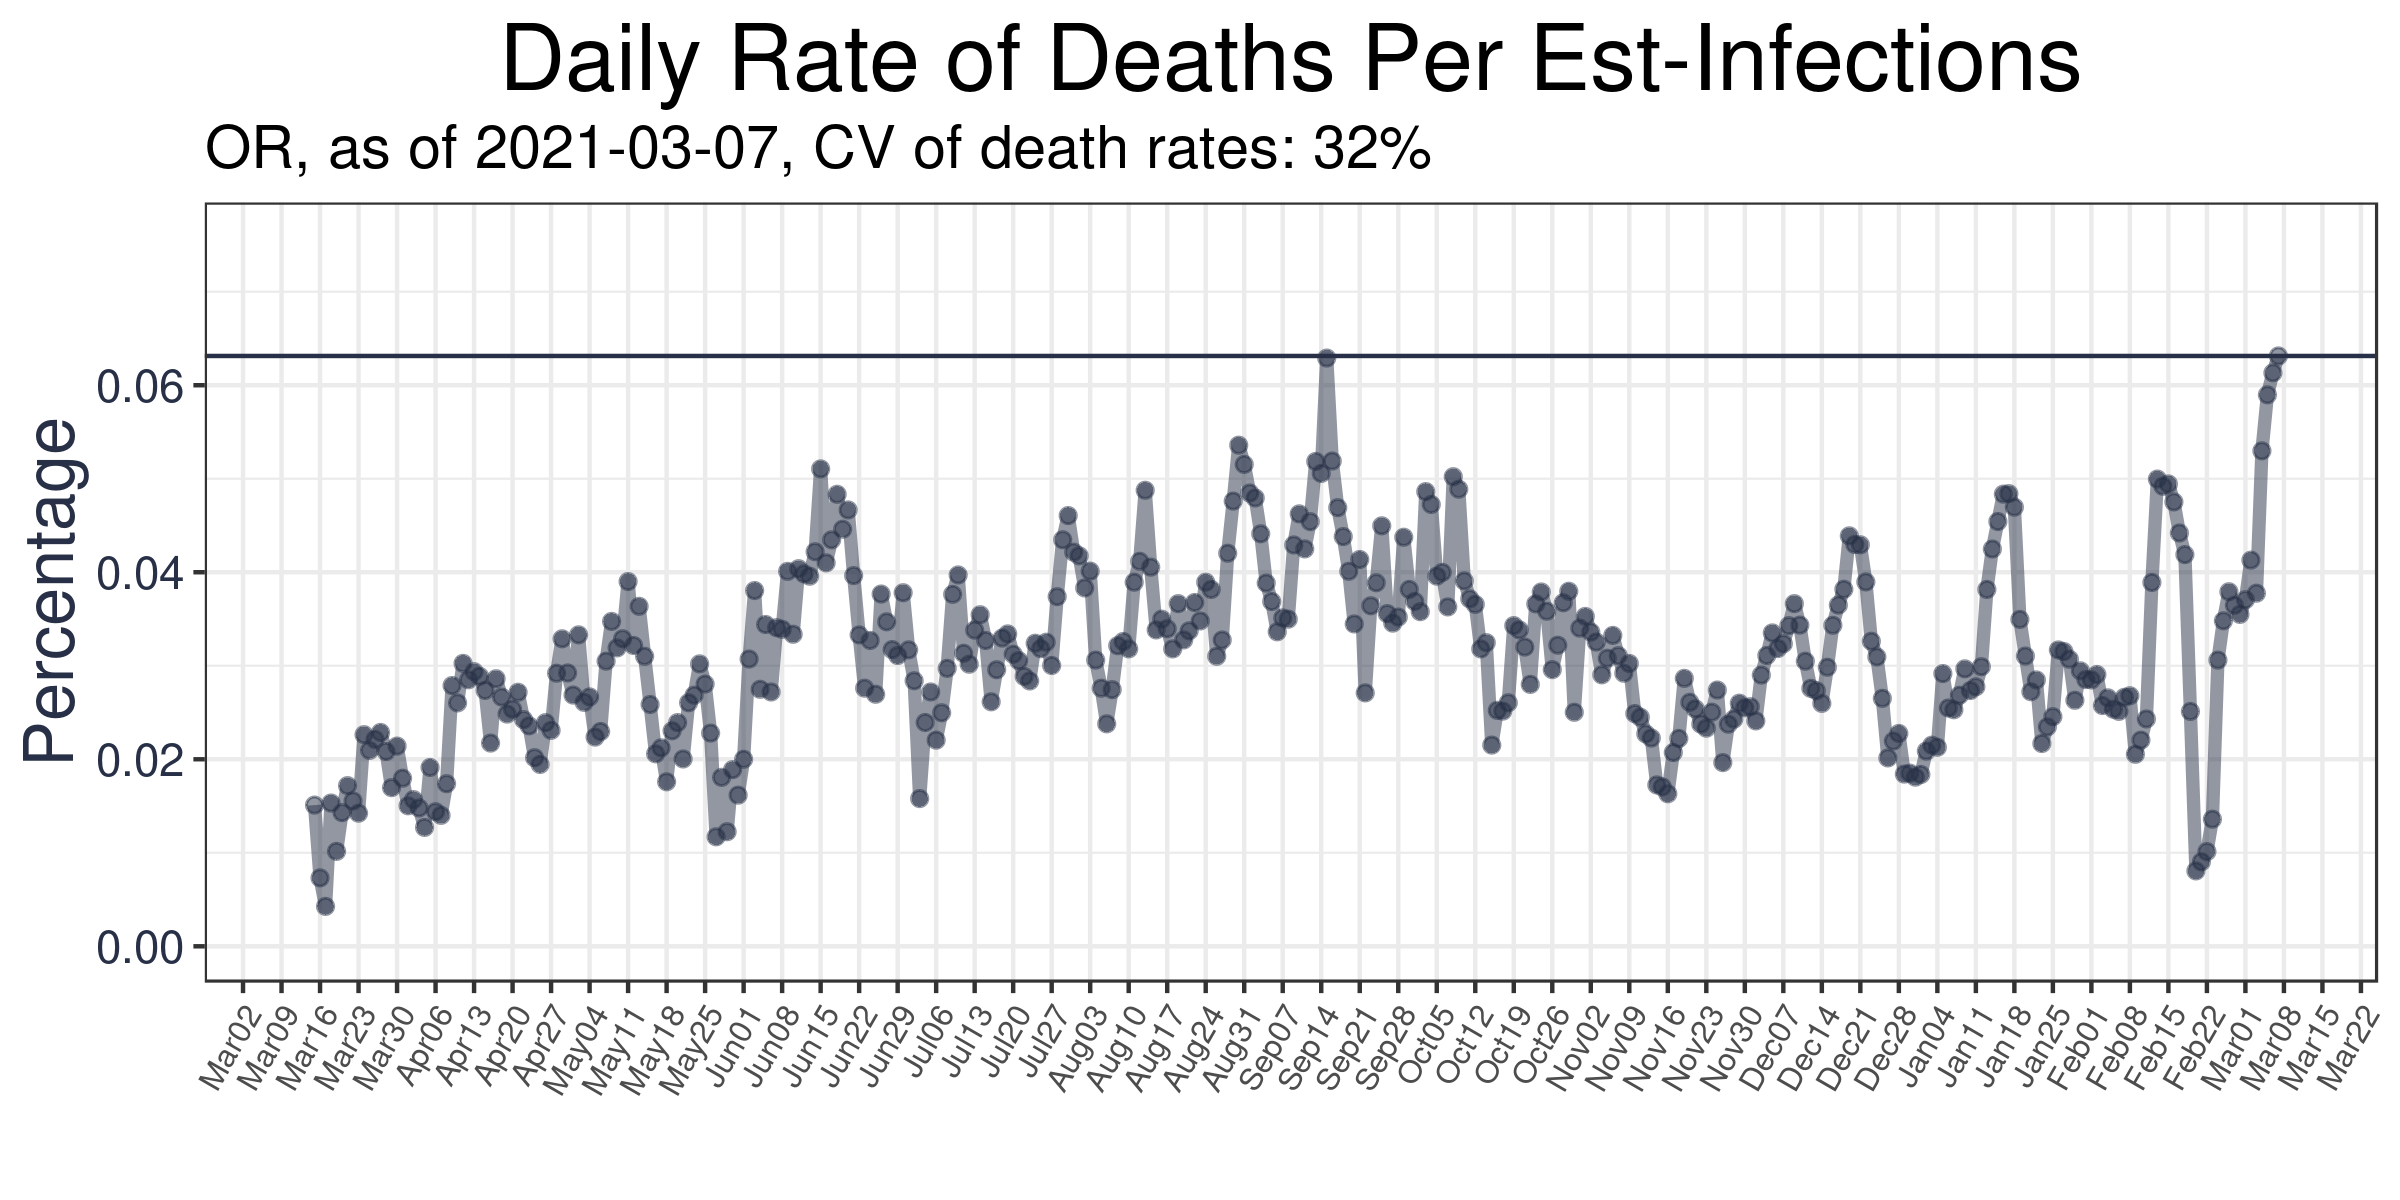 Daily Rate of Deaths Per Est-Infections
OR, as of 2021-03-07, CV of death rates: 32%
Percentage
0.06
0.04
0.02
0.00
Mar02
Mar09
Mar16
Mar23
Mar30
Apr06
Apr13
Apr20
Apr27
May04
May11
May18
May25
Jun01
Jun08
Jun15
Jun22
Jun29
Jul06
Jul13
Jul20
Jul27
Aug03
Aug10
Aug17
Aug24
Aug31
Sep07
Sep14
Sep21
Sep28
Oct05
Oct12
Oct19
Oct26
Nov02
Nov09
Nov16
Nov23
Nov30
Dec07
Dec14
Dec21
Dec28
Jan04
Jan11
Jan18
Jan25
Feb01
Feb08
Feb15
Feb22
Mar01
Mar08
Mar15
Mar22